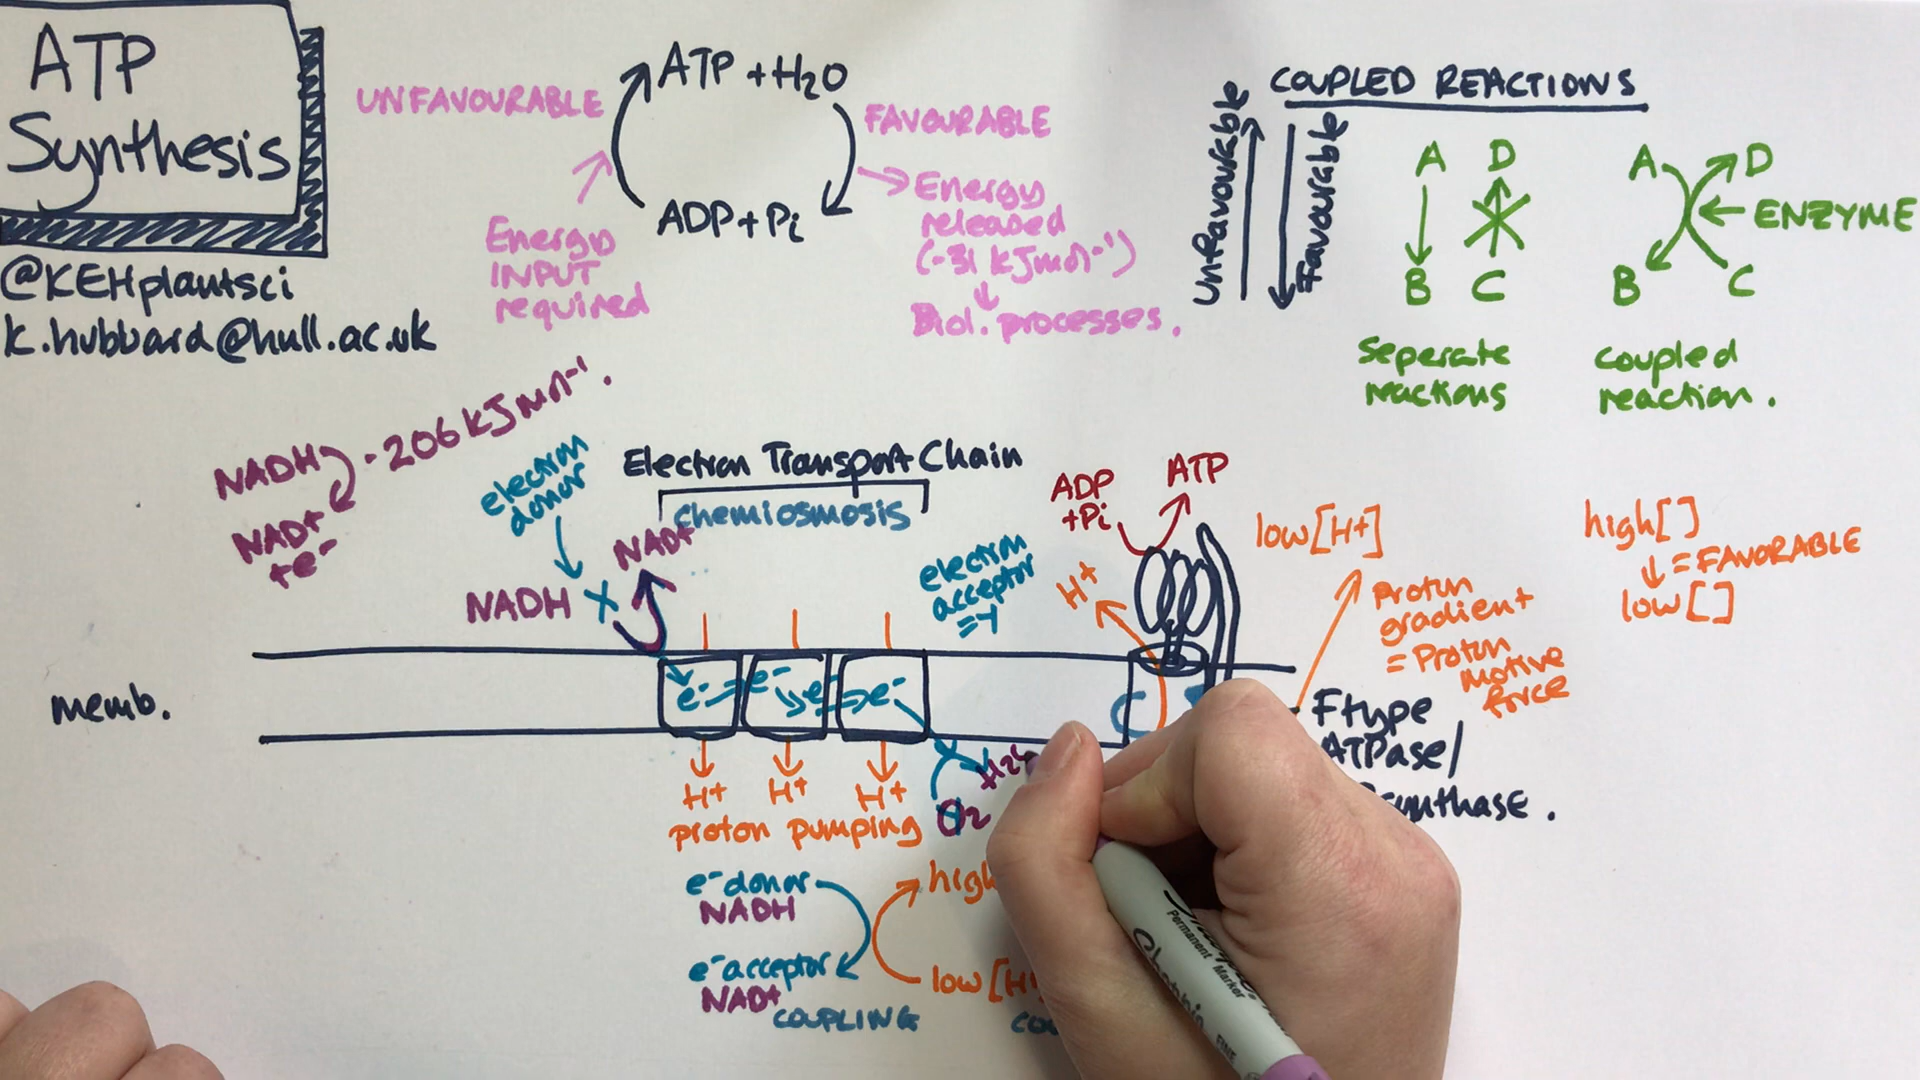 ATP
Synthesis
@KEHplantsci
k.hubbard@hull.ac.uk
UNFAVOURABLE
ATP + H2O
ADP + Pi
FAVOURABLE
Energy
INPUT
required
Energy
released
(-31 kJmol-1)
Biol. processes.
COUPLED REACTIONS
Unfavourable
Favourable
A D
B C
Seperate
reactions
A D
ENZYME
B C
coupled
reaction.
NADH - 206 kJmol-1.
NAD+
+e-
electron
donor
Electron Transport Chain
chemiosmosis
NADH X
NAD+
electron
acceptor
=Y
ADP
+Pi
ATP
H+
low[H+]
Proton
gradient
= Proton
Motive
force
high[]
= FAVORABLE
low[]
memb.
e- e- e- e-
H+ H+ H+
proton pumping
O2
F type
ATPase/
synthase.
e- donor
NADH
e- acceptor
NAD+
COUPLING
high
low [H+